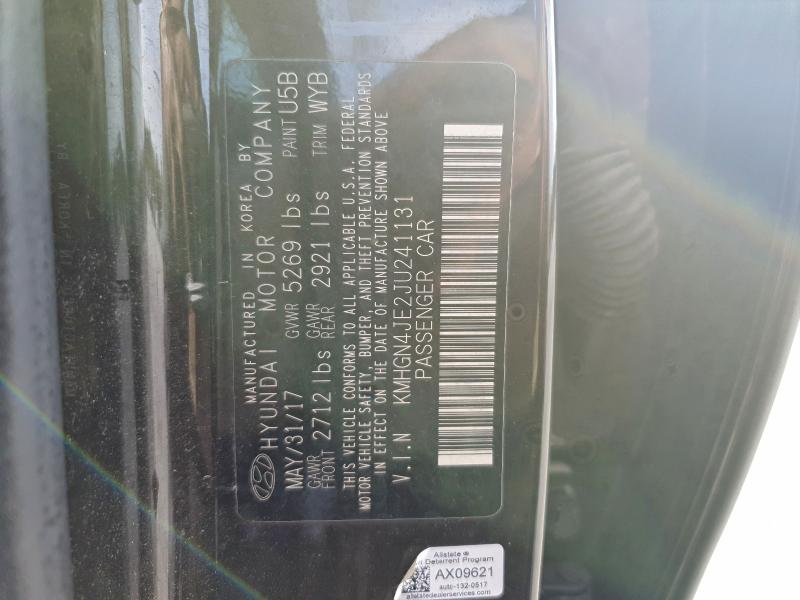 MANUFACTURED IN KOREA BY
HYUNDAI MOTOR COMPANY
MAY/31/17 GVWR 5269 lbs PAINT U5B
GAWR FRONT 2712 lbs GAWR REAR 2921 lbs TRIM WYB
THIS VEHICLE CONFORMS TO ALL APPLICABLE U.S.A. FEDERAL
MOTOR VEHICLE SAFETY, BUMPER, AND THEFT PREVENTION STANDARDS
IN EFFECT ON THE DATE OF MANUFACTURE SHOWN ABOVE
V.I.N KMHGN4JE2JU241131
PASSENGER CAR
Allstate
Deterrent Program
AX09621
auto-132-0517
allstatedealerservices.com